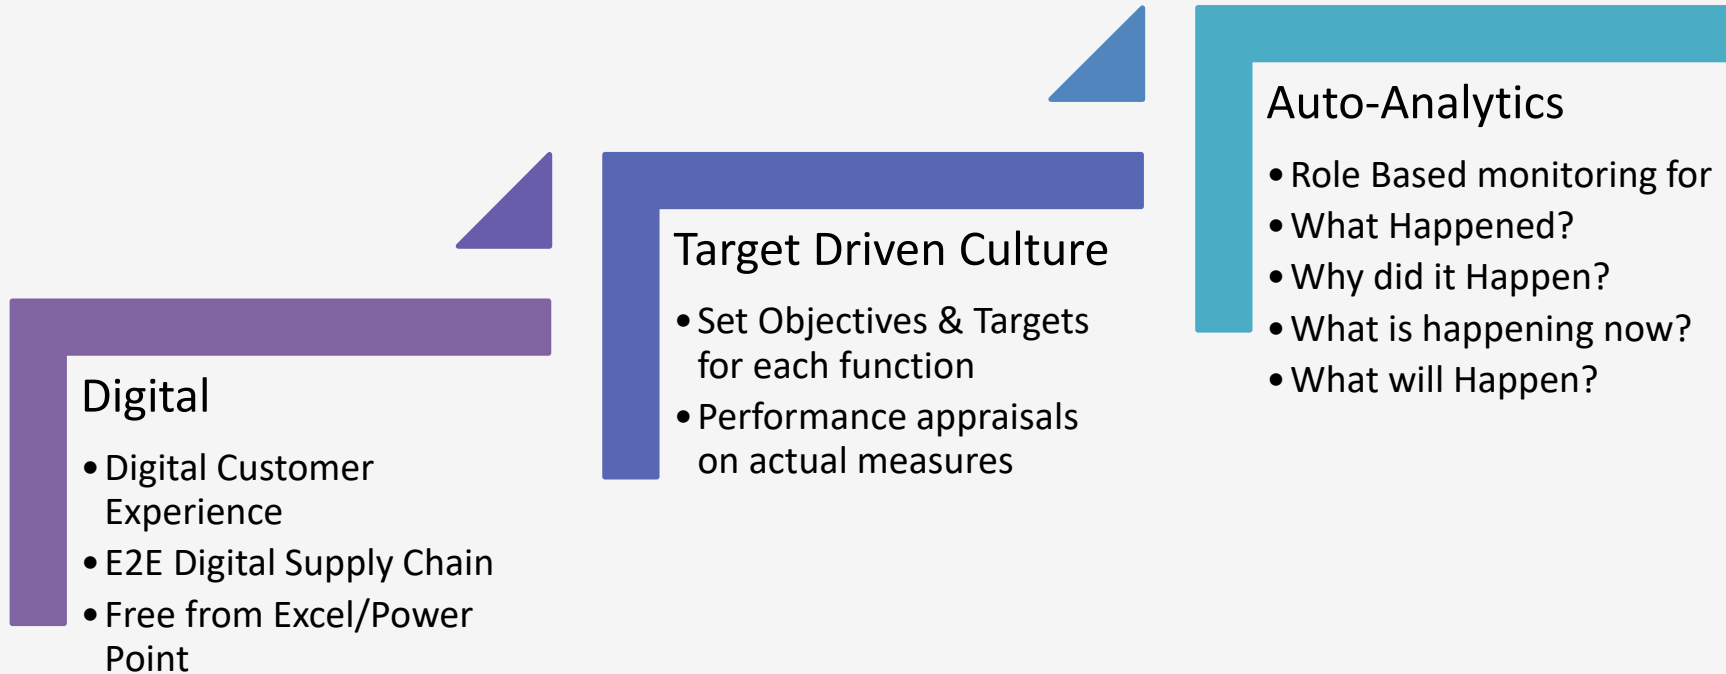 Digital
• Digital Customer
Experience
• E2E Digital Supply Chain
• Free from Excel/Power
Point
Target Driven Culture
• Set Objectives & Targets
for each function
• Performance appraisals
on actual measures
Auto-Analytics
• Role Based monitoring for
• What Happened?
• Why did it Happen?
• What is happening now?
• What will Happen?